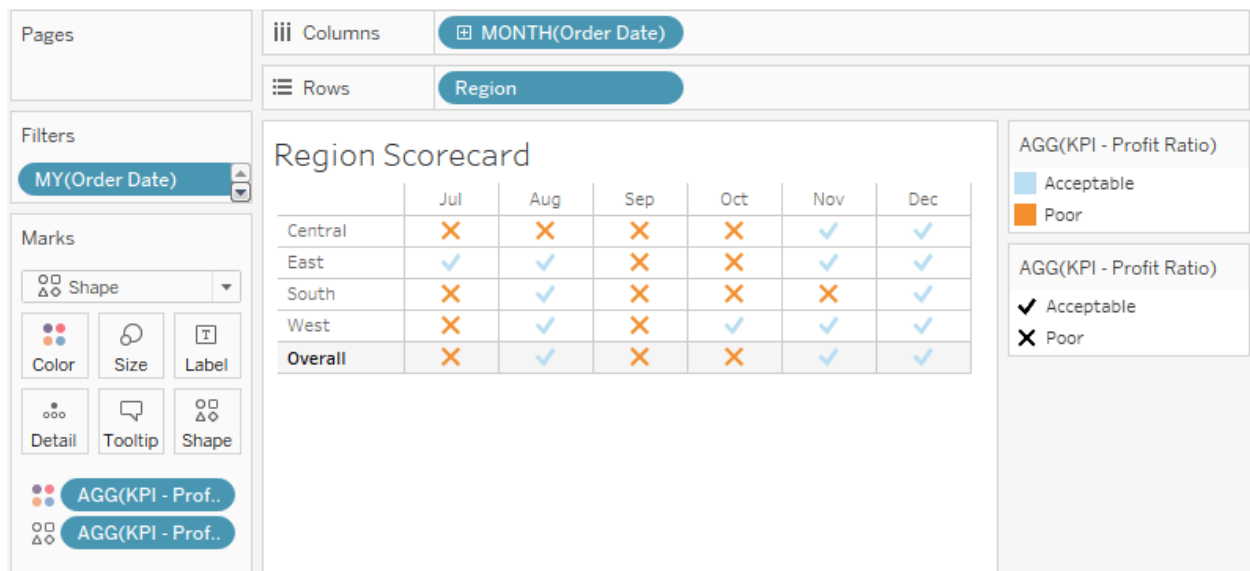 Pages
Columns
MONTH(Order Date)
Rows
Region
Filters
MY(Order Date)
Marks
Shape
Color
Size
T
Label
Detail
Tooltip
Shape
AGG(KPI - Prof..
AGG(KPI - Prof..
Region Scorecard
Jul Aug Sep Oct Nov Dec
Central
East
South
West
Overall
AGG(KPI - Profit Ratio)
Acceptable
Poor
AGG(KPI - Profit Ratio)
Acceptable
Poor